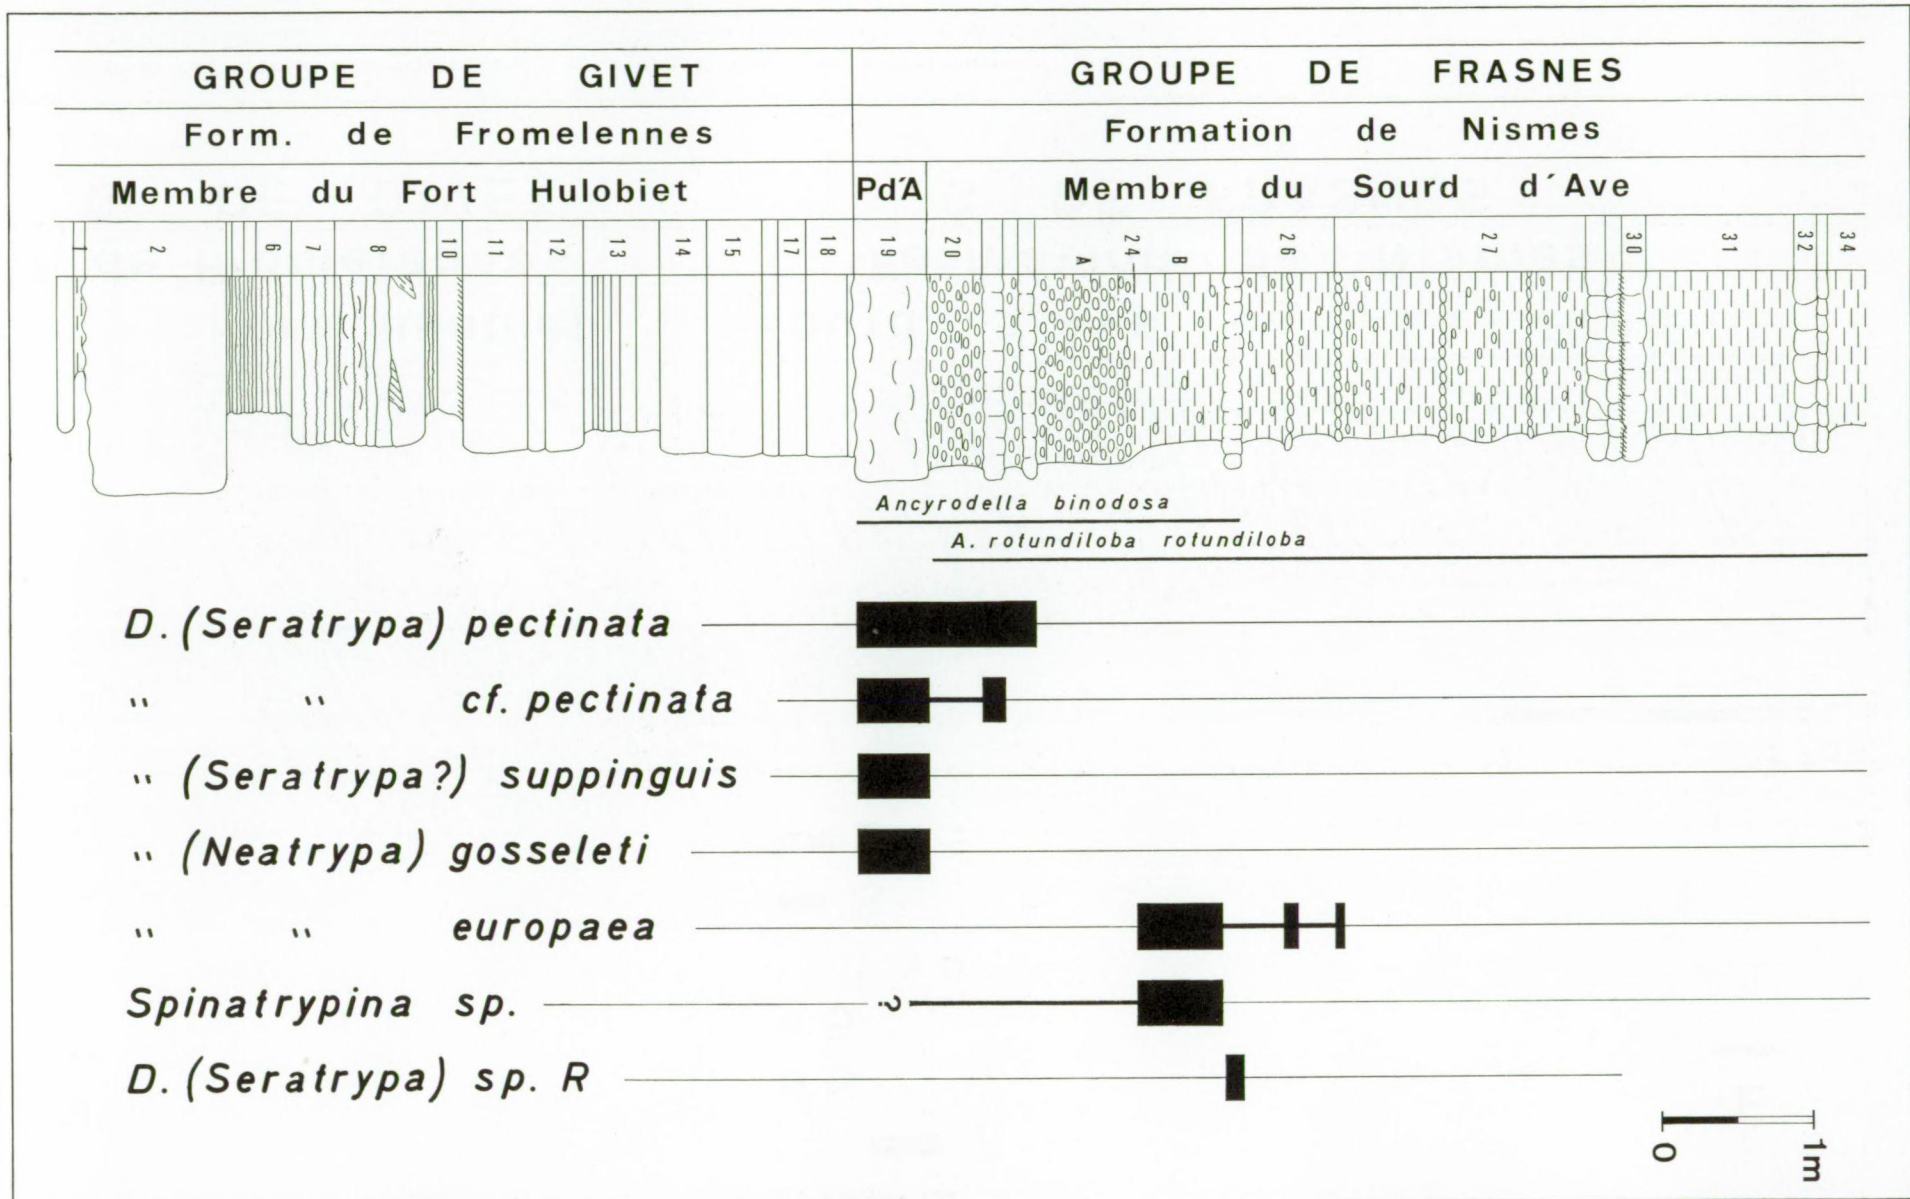 GROUPE DE GIVET GROUPE DE FRASNES
Form. de Fromelennes Formation de Nismes
Membre du Fort Hulobiet Pd'A Membre du Sourd d'Ave
1 2 6 7 8 10 11 12 13 14 15 17 18 19 20 A 24 B 26 27 30 31 32 34
Ancyrodella binodosa
A. rotundiloba rotundiloba
D. (Seratrypa) pectinata
" " cf. pectinata
" (Seratrypa?) suppinguis
" (Neatrypa) gosseleti
" " europaea
Spinatrypina sp. ?
D. (Seratrypa) sp. R
0 1m